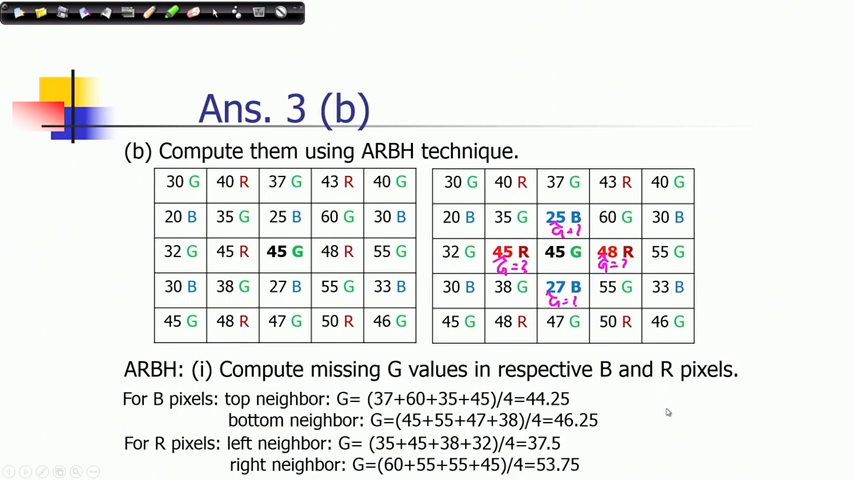 Ans. 3 (b)
(b) Compute them using ARBH technique.
30 G 40 R 37 G 43 R 40 G
20 B 35 G 25 B 60 G 30 B
32 G 45 R 45 G 48 R 55 G
30 B 38 G 27 B 55 G 33 B
45 G 48 R 47 G 50 R 46 G
30 G 40 R 37 G 43 R 40 G
20 B 35 G 25 B 60 G 30 B
G=?
32 G 45 R 45 G 48 R 55 G
G=? G=?
30 B 38 G 27 B 55 G 33 B
G=?
45 G 48 R 47 G 50 R 46 G
ARBH: (i) Compute missing G values in respective B and R pixels.
For B pixels: top neighbor: G= (37+60+35+45)/4=44.25
bottom neighbor: G=(45+55+47+38)/4=46.25
For R pixels: left neighbor: G= (35+45+38+32)/4=37.5
right neighbor: G=(60+55+55+45)/4=53.75